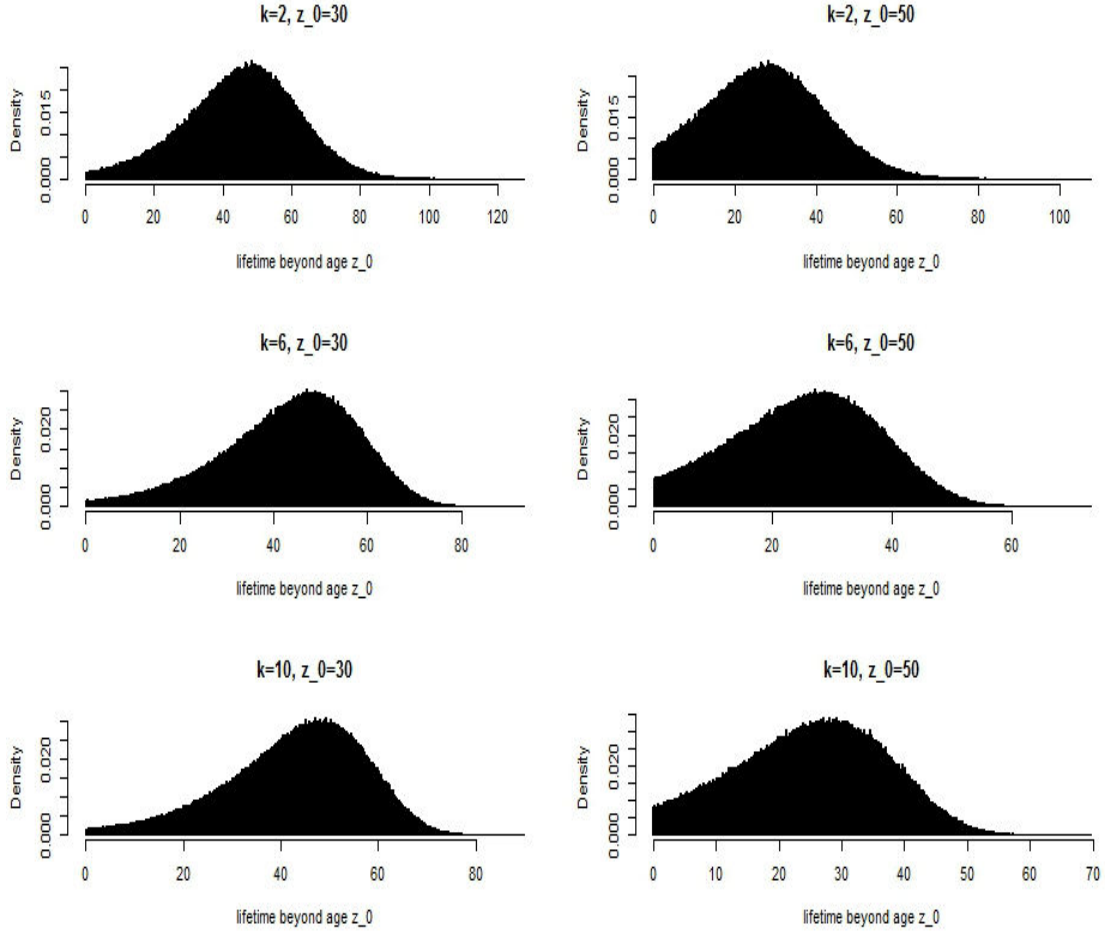 k=2, z_0=30
Density
0.000 0.015
0 20 40 60 80 100 120
lifetime beyond age z_0
k=2, z_0=50
Density
0.000 0.015
0 20 40 60 80 100
lifetime beyond age z_0
k=6, z_0=30
Density
0.000 0.020
0 20 40 60 80
lifetime beyond age z_0
k=6, z_0=50
Density
0.000 0.020
0 20 40 60
lifetime beyond age z_0
k=10, z_0=30
Density
0.000 0.020
0 20 40 60 80
lifetime beyond age z_0
k=10, z_0=50
Density
0.000 0.020
0 10 20 30 40 50 60 70
lifetime beyond age z_0